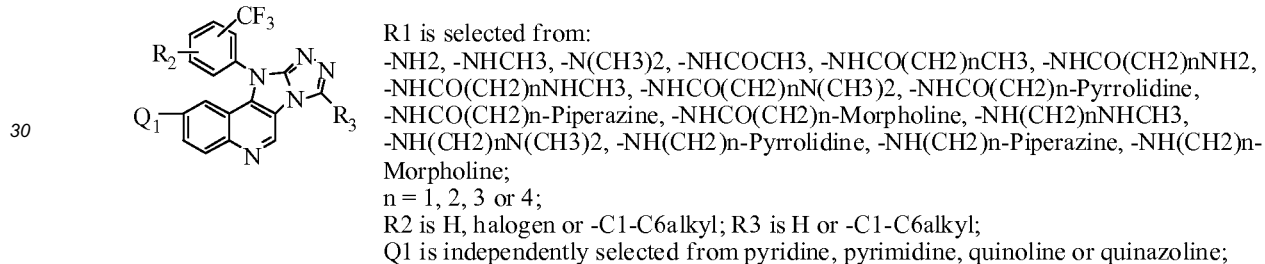 CF3
R2
N
N
N
N
R3
Q1
N
30
R1 is selected from:
-NH2, -NHCH3, -N(CH3)2, -NHCOCH3, -NHCO(CH2)nCH3, -NHCO(CH2)nNH2,
-NHCO(CH2)nNHCH3, -NHCO(CH2)nN(CH3)2, -NHCO(CH2)n-Pyrrolidine,
-NHCO(CH2)n-Piperazine, -NHCO(CH2)n-Morpholine, -NH(CH2)nNHCH3,
-NH(CH2)nN(CH3)2, -NH(CH2)n-Pyrrolidine, -NH(CH2)n-Piperazine, -NH(CH2)n-
Morpholine;
n = 1, 2, 3 or 4;
R2 is H, halogen or -C1-C6alkyl; R3 is H or -C1-C6alkyl;
Q1 is independently selected from pyridine, pyrimidine, quinoline or quinazoline;